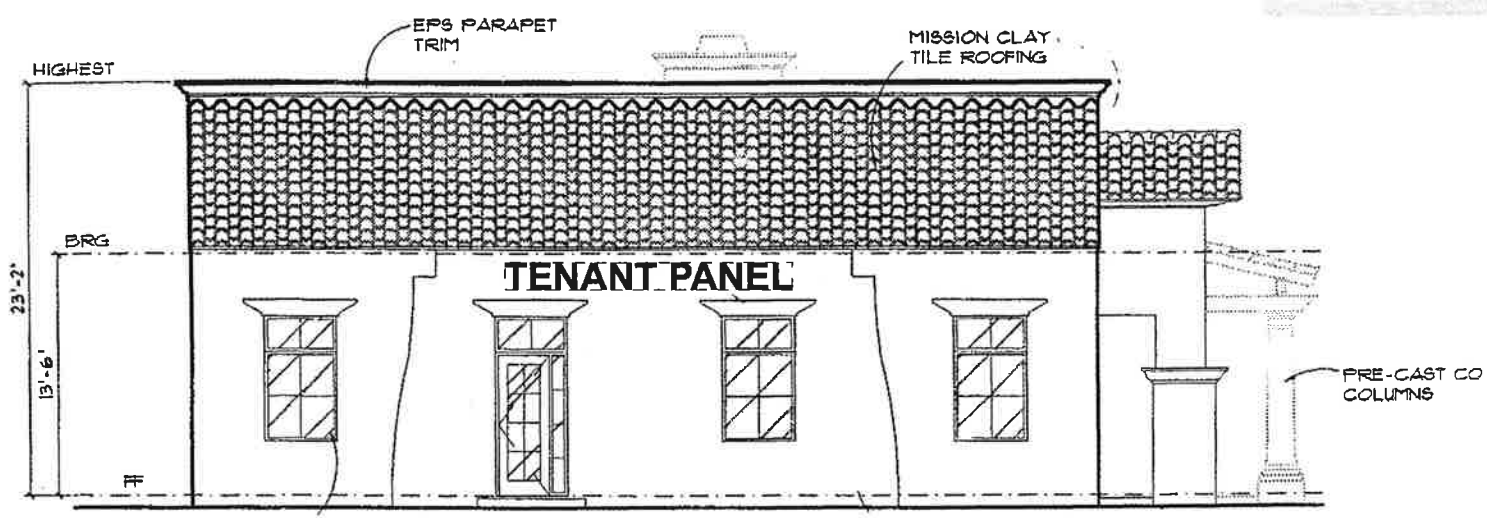 EPS PARAPET
TRIM
MISSION CLAY
TILE ROOFING
HIGHEST
BRG
TENANT PANEL
23'-2"
13'-6'
FF
PRE-CAST CO
COLUMNS